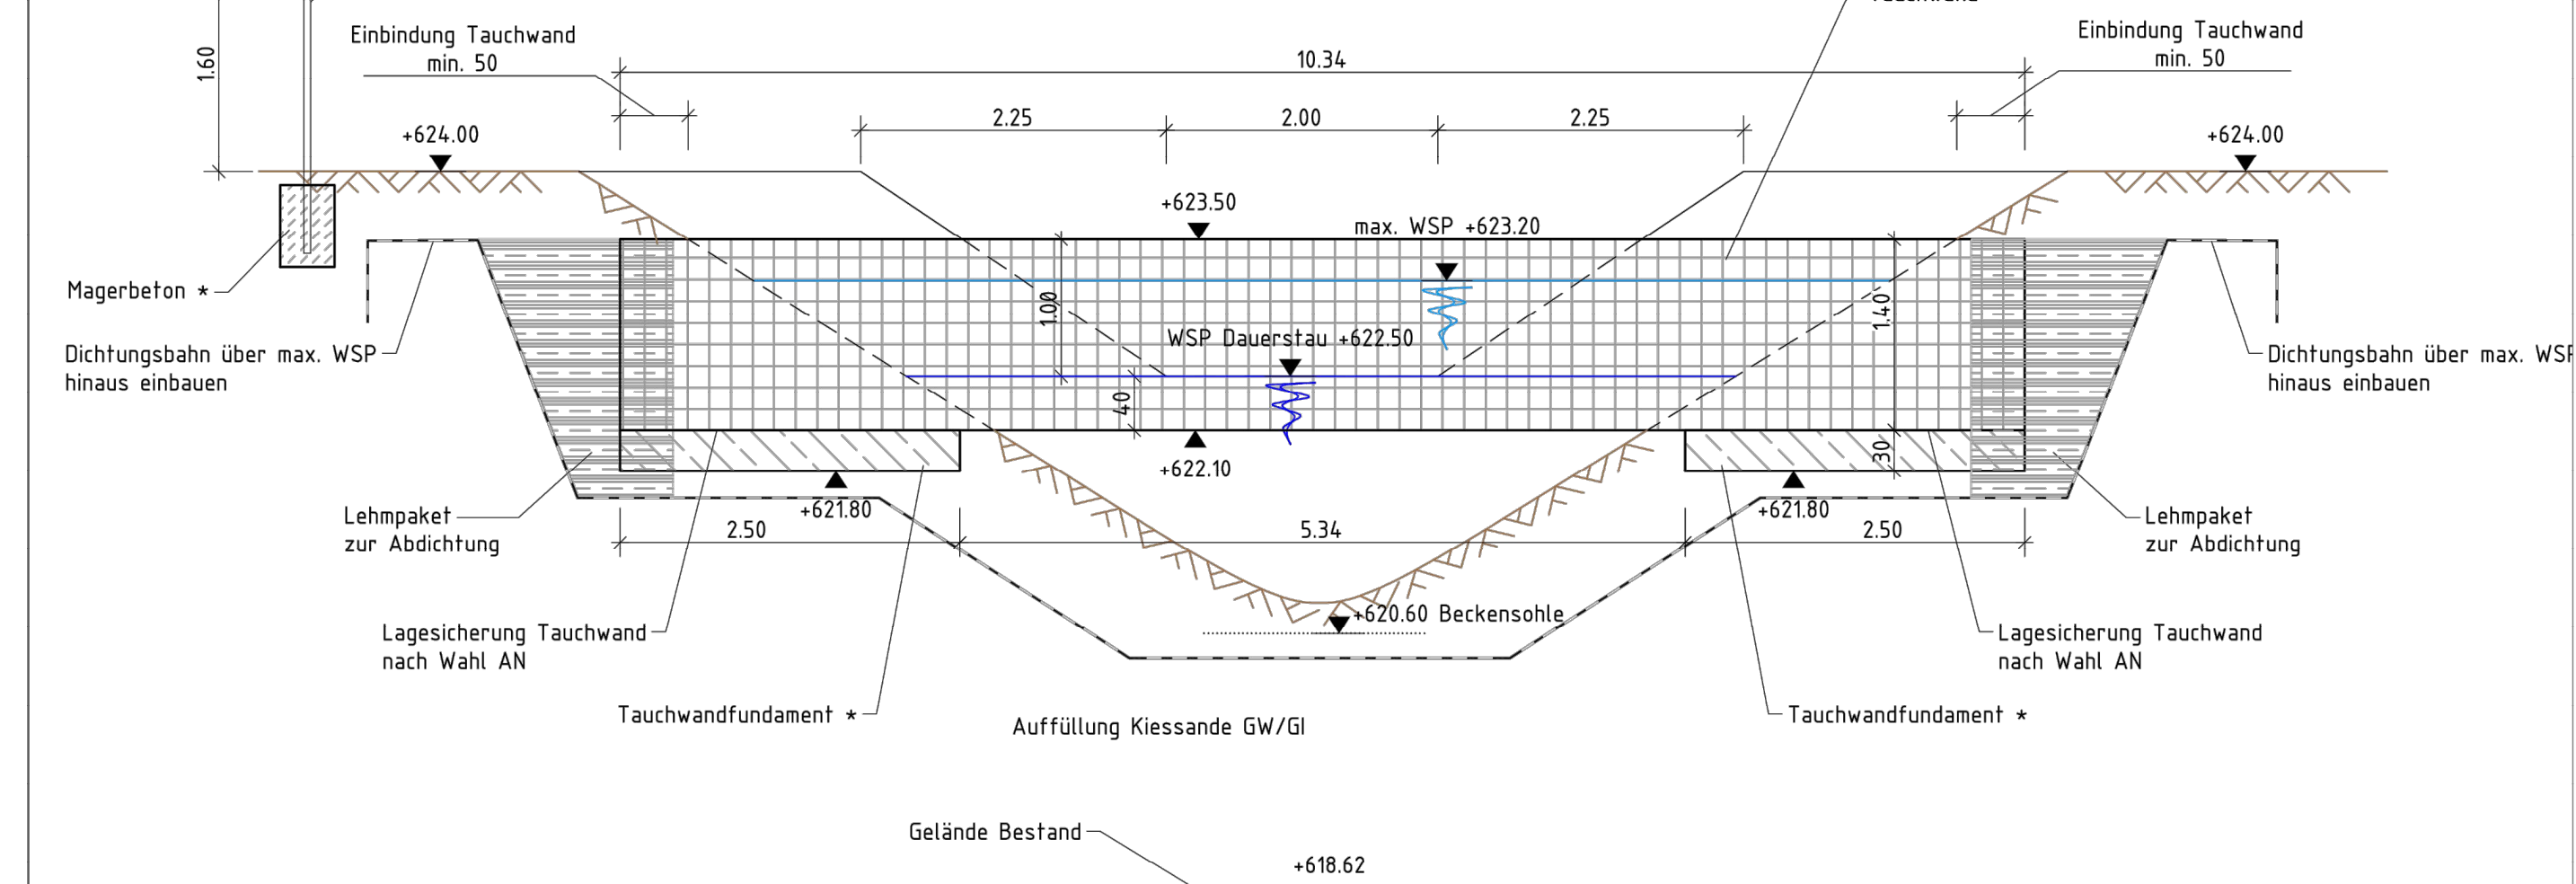 Einbindung Tauchwand
min. 50
Einbindung Tauchwand
min. 50
1.60
10.34
2.25
2.00
2.25
+624.00
+624.00
+623.50
max. WSP +623.20
Magerbeton *
1.00
1.40
WSP Dauerstau +622.50
Dichtungsbahn über max. WSP
hinaus einbauen
Dichtungsbahn über max. WSP
hinaus einbauen
40
30
+622.10
+621.80
+621.80
Lehmpaket
zur Abdichtung
2.50
5.34
2.50
Lehmpaket
zur Abdichtung
+620.60 Beckensohle
Lagesicherung Tauchwand
nach Wahl AN
Lagesicherung Tauchwand
nach Wahl AN
Tauchwandfundament *
Auffüllung Kiessande GW/GI
Tauchwandfundament *
Gelände Bestand
+618.62